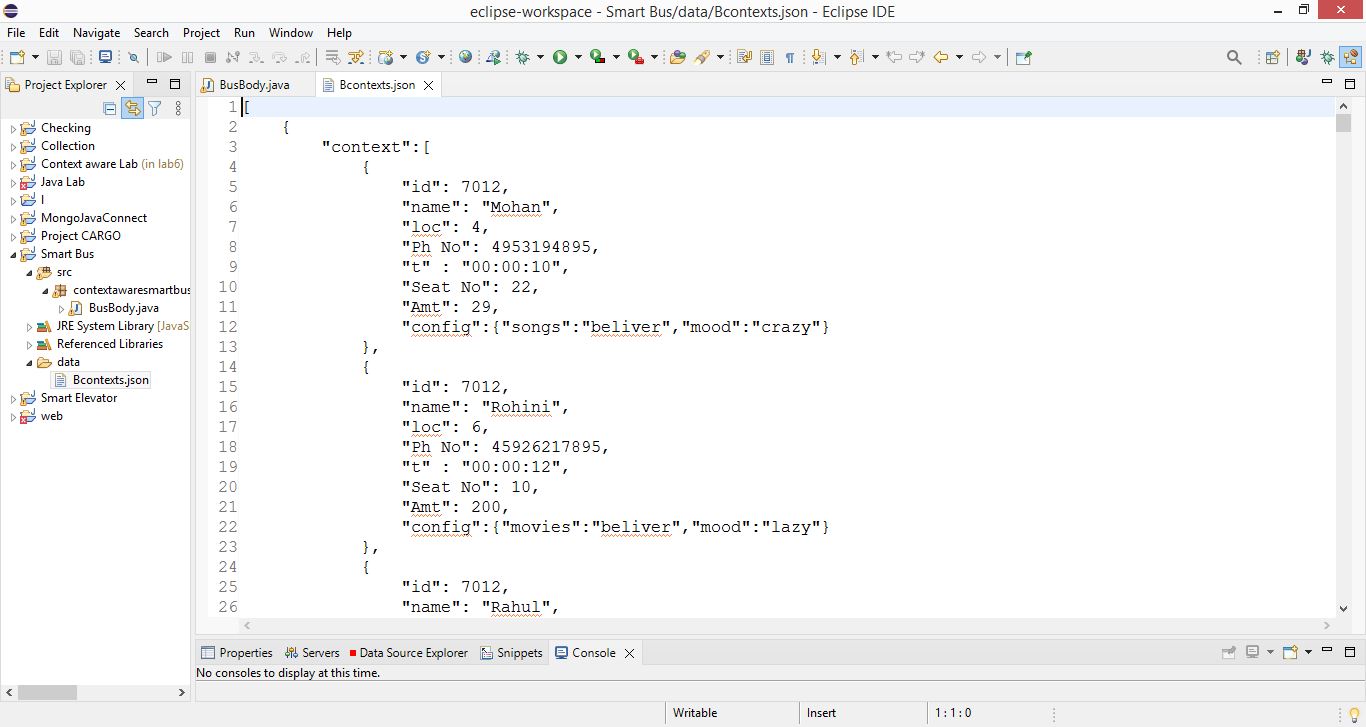 eclipse-workspace - Smart Bus/data/Bcontexts.json - Eclipse IDE
File Edit Navigate Search Project Run Window Help
Project Explorer
BusBody.java
Bcontexts.json
Checking
Collection
Context aware Lab (in lab6)
Java Lab
l
MongoJavaConnect
Project CARGO
Smart Bus
src
contextawaresmartbus
BusBody.java
JRE System Library [JavaS
Referenced Libraries
data
Bcontexts.json
Smart Elevator
web
1 [
2 {
3 "context":[
4 {
5 "id": 7012,
6 "name": "Mohan",
7 "loc": 4,
8 "Ph No": 4953194895,
9 "t" : "00:00:10",
10 "Seat No": 22,
11 "Amt": 29,
12 "config":{"songs":"beliver","mood":"crazy"}
13 },
14 {
15 "id": 7012,
16 "name": "Rohini",
17 "loc": 6,
18 "Ph No": 45926217895,
19 "t" : "00:00:12",
20 "Seat No": 10,
21 "Amt": 200,
22 "config":{"movies":"beliver","mood":"lazy"}
23 },
24 {
25 "id": 7012,
26 "name": "Rahul",
Properties Servers Data Source Explorer Snippets Console
No consoles to display at this time.
Writable Insert 1:1:0